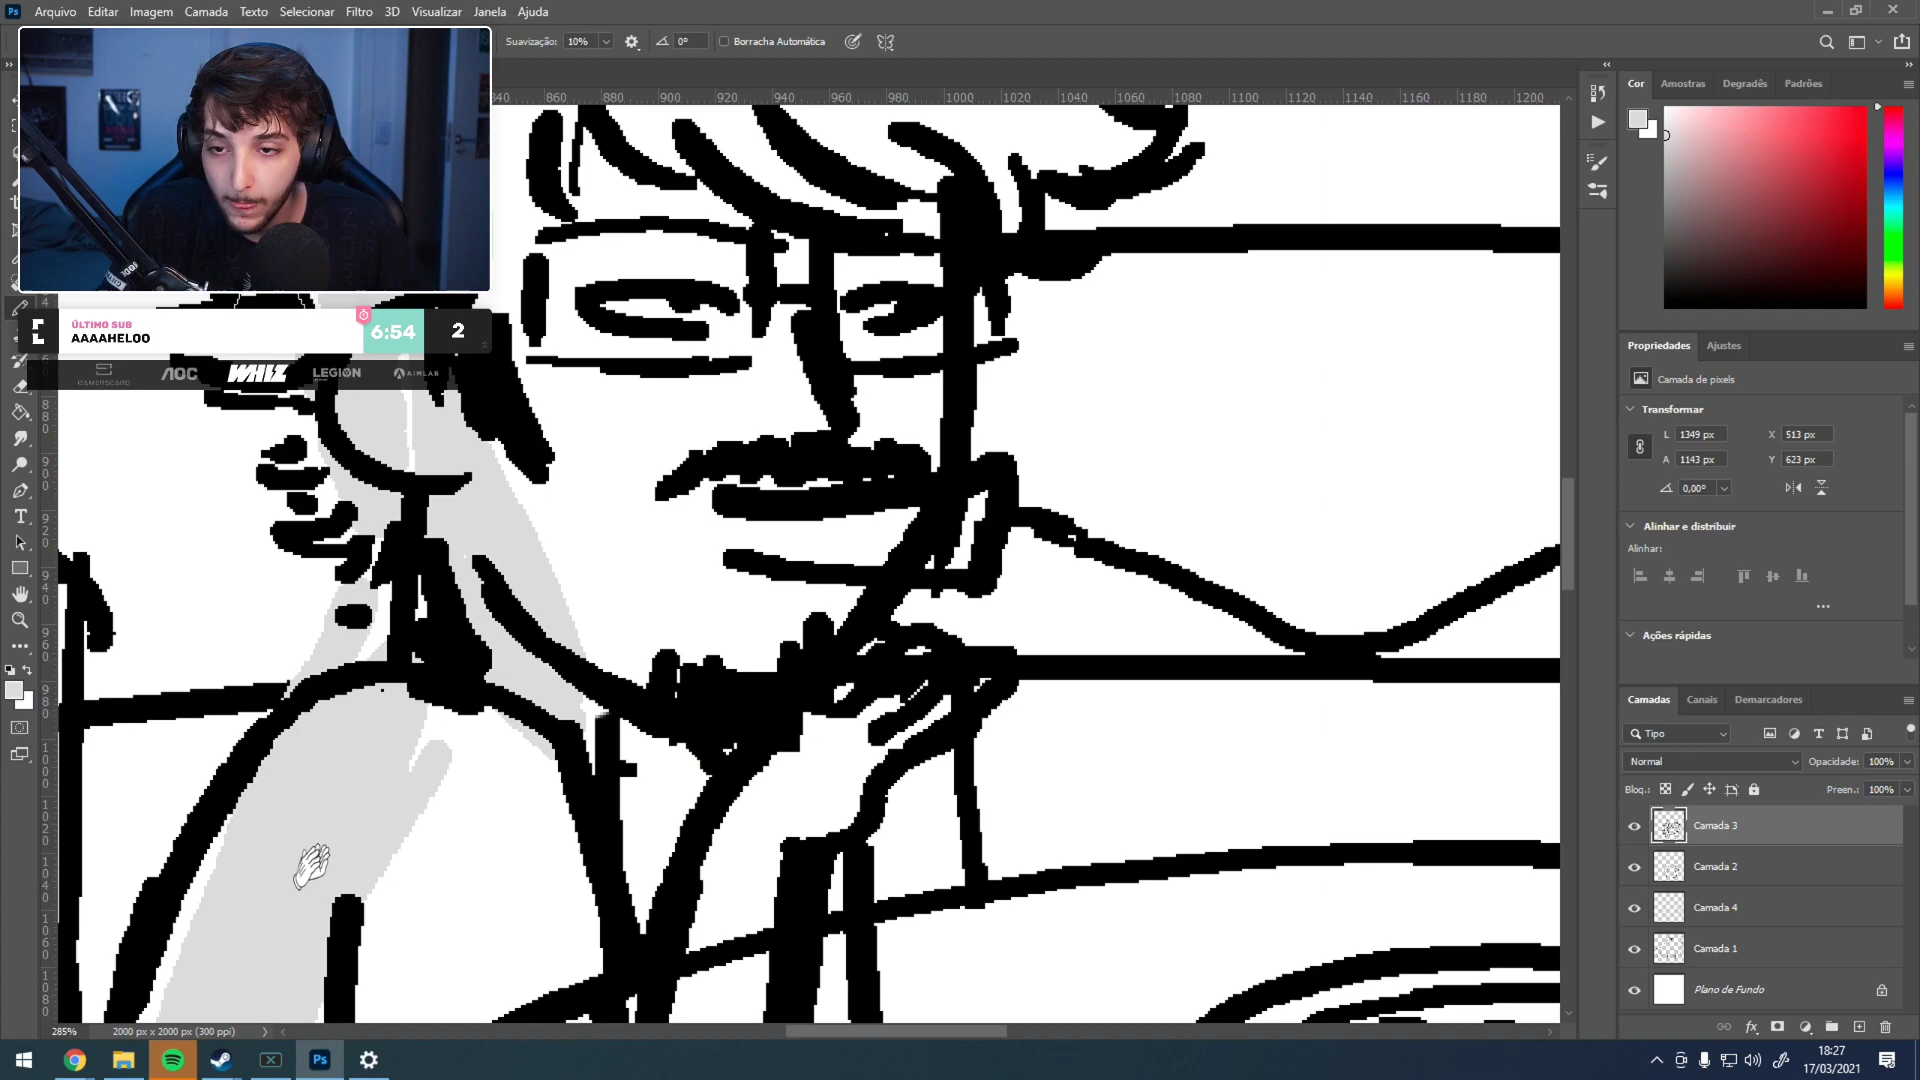 Ps Arquivo Editar Imagem Camada Texto Selecionar Filtro 3D Visualizar Janela Ajuda
Suavização: 10% 0° Borracha Automática
840 860 880 900 920 940 960 980 1000 1020 1040 1060 1080 1100 1120 1140 1160 1180 1200
Cor Amostras Degradês Padrões
ÚLTIMO SUB
AAAAHELOO
6:54 2
GAMERSCARD AOC WHIZ LEGION AIMLAB
Propriedades Ajustes
Camada de pixels
Transformar
L 1349 px X 513 px
A 1143 px Y 623 px
0,00°
Alinhar e distribuir
Alinhar:
Ações rápidas
Camadas Canais Demarcadores
Tipo
Normal Opacidade: 100%
Bloq.: Preen.: 100%
Camada 3
Camada 2
Camada 4
Camada 1
Plano de Fundo
285% 2000 px x 2000 px (300 ppi)
Ps
18:27
17/03/2021